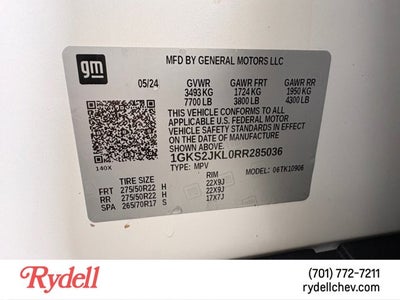 gm
MFD BY GENERAL MOTORS LLC
05/24 GVWR GAWR FRT GAWR RR
3493 KG 1724 KG 1950 KG
7700 LB 3800 LB 4300 LB
THIS VEHICLE CONFORMS TO ALL
APPLICABLE U.S. FEDERAL MOTOR
VEHICLE SAFETY STANDARDS IN
EFFECT ON THE DATE OF
MANUFACTURE SHOWN ABOVE.
1GKS2JKL0RR285036
TYPE: MPV MODEL: 06TK10906
140X
TIRE SIZE RIM
FRT 275/50R22 H 22X9J
RR 275/50R22 H 22X9J
SPA 265/70R17 S 17X7J
Rydell
(701) 772-7211
rydellchev.com